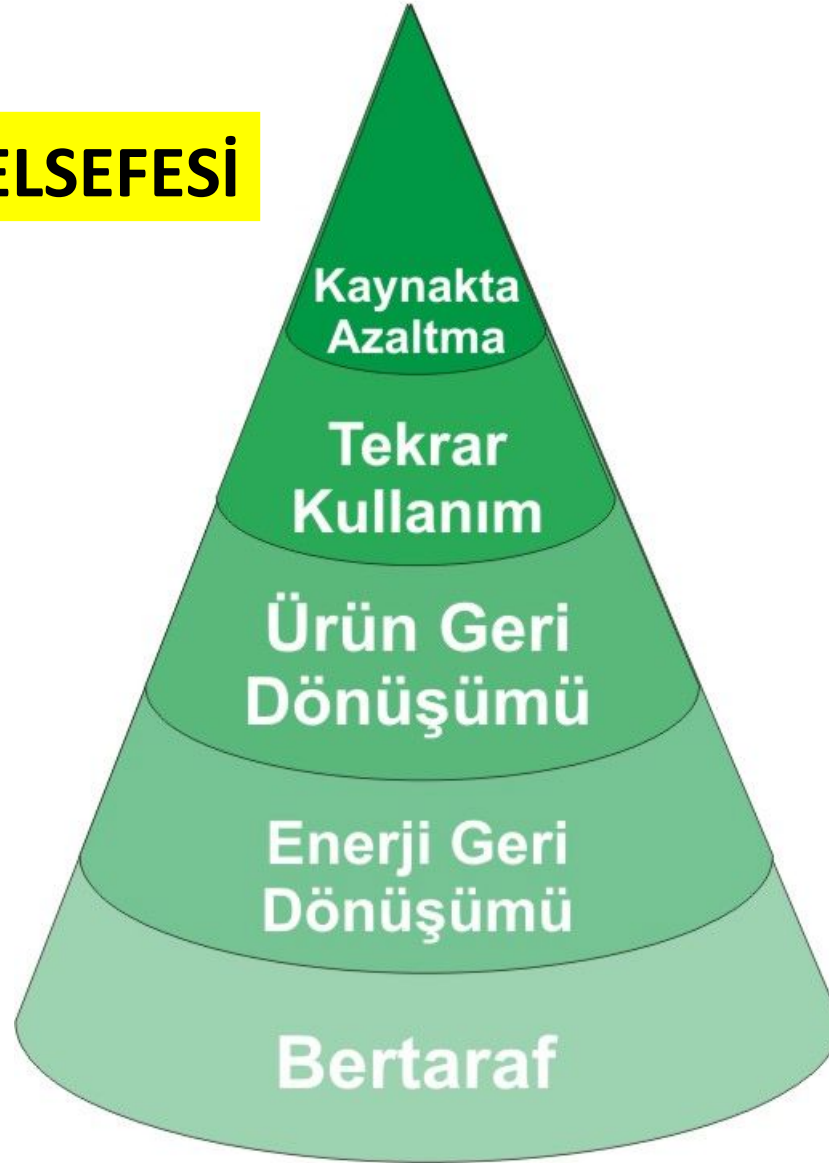 ELSEFESİ
Kaynakta
Azaltma
Tekrar
Kullanım
Ürün Geri
Dönüşümü
Enerji Geri
Dönüşümü
Bertaraf